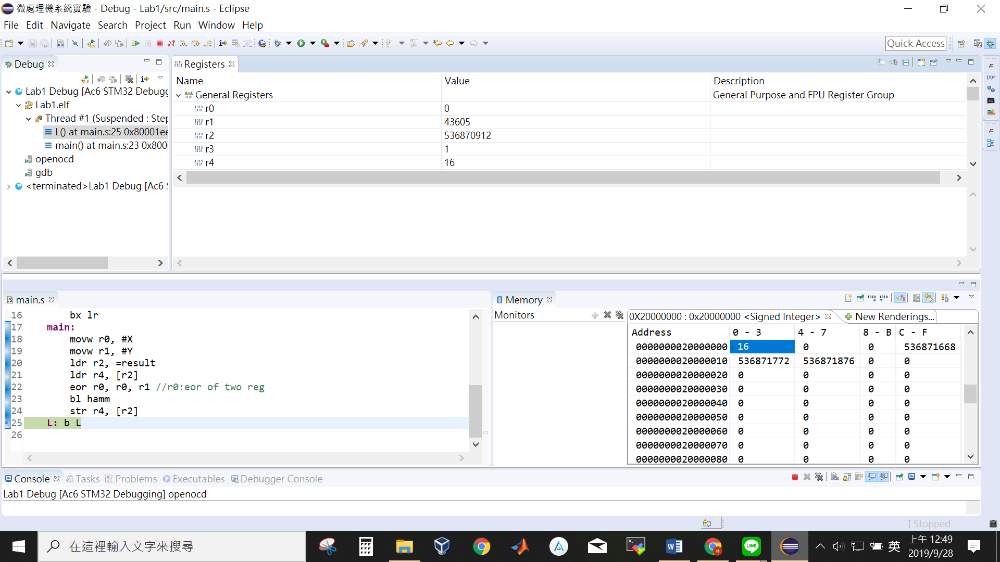 微處理機系統實驗 - Debug - Lab1/src/main.s - Eclipse
File Edit Navigate Search Project Run Window Help
Quick Access
Debug
Registers
Lab1 Debug [Ac6 STM32 Debugg
Lab1.elf
Thread #1 (Suspended : Step
L() at main.s:25 0x80001ee
main() at main.s:23 0x800
openocd
gdb
<terminated>Lab1 Debug [Ac6 S
Name Value Description
General Registers General Purpose and FPU Register Group
r0 0
r1 43605
r2 536870912
r3 1
r4 16
main.s
16 bx lr
17 main:
18 movw r0, #X
19 movw r1, #Y
20 ldr r2, =result
21 ldr r4, [r2]
22 eor r0, r0, r1 //r0:eor of two reg
23 bl hamm
24 str r4, [r2]
25 L: b L
26
Memory
Monitors
0X20000000 : 0x20000000 <Signed Integer> New Renderings...
Address 0 - 3 4 - 7 8 - B C - F
0000000020000000 16 0 0 536871668
0000000020000010 536871772 536871876 0 0
0000000020000020 0 0 0 0
0000000020000030 0 0 0 0
0000000020000040 0 0 0 0
0000000020000050 0 0 0 0
0000000020000060 0 0 0 0
0000000020000070 0 0 0 0
0000000020000080 0 0 0 0
Console Tasks Problems Executables Debugger Console
Lab1 Debug [Ac6 STM32 Debugging] openocd
Stopped
在這裡輸入文字來搜尋
LINE
英
上午 12:49
2019/9/28